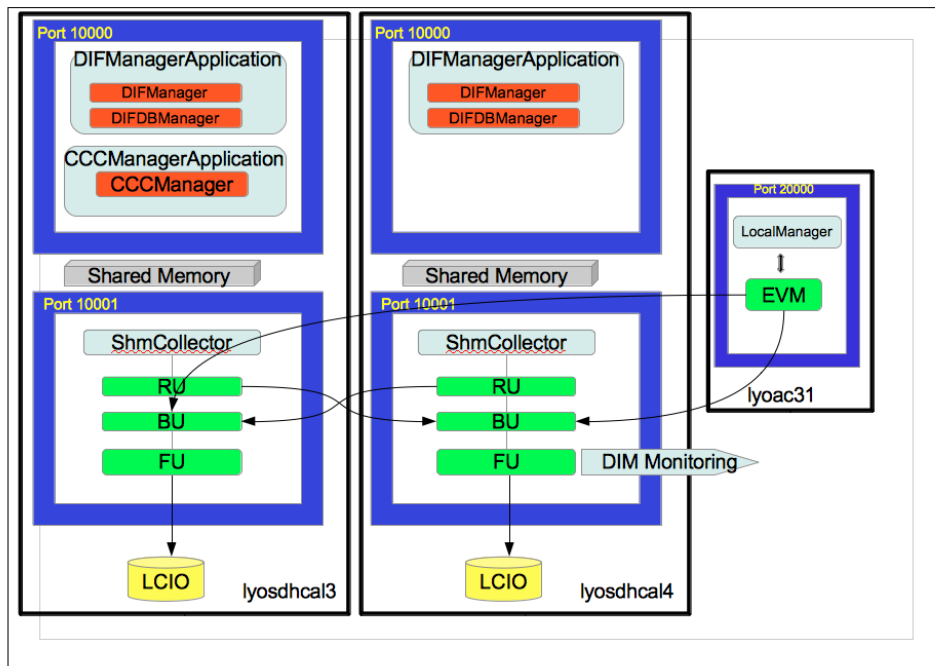 Port 10000
DIFManagerApplication
DIFManager
DIFDBManager
CCCManagerApplication
CCCManager
Shared Memory
Port 10001
ShmCollector
RU
BU
FU
LCIO
lyosdhcal3
Port 10000
DIFManagerApplication
DIFManager
DIFDBManager
Shared Memory
Port 10001
ShmCollector
RU
BU
FU
DIM Monitoring
LCIO
lyosdhcal4
Port 20000
LocalManager
EVM
lyoac31